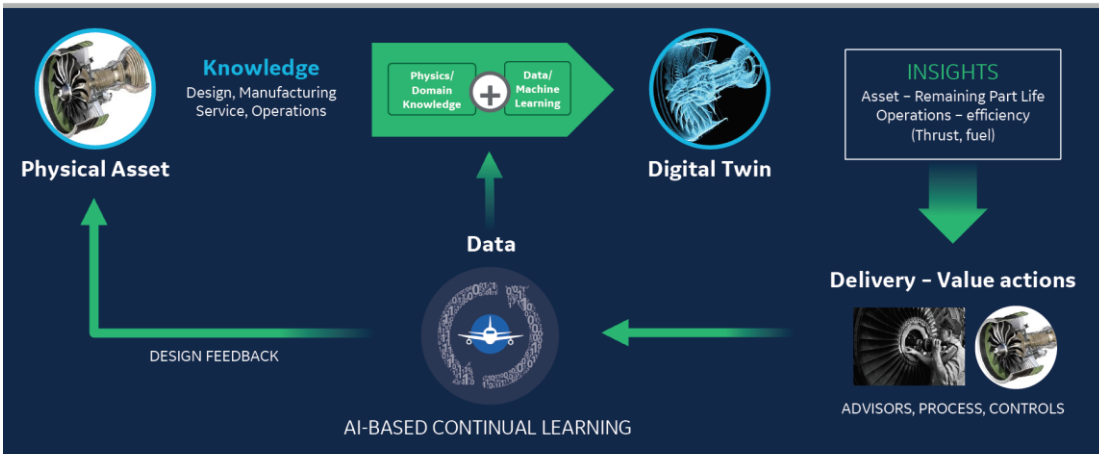 Knowledge
Design, Manufacturing
Service, Operations
Physical Asset
Physics/
Domain
Knowledge
+
Data/
Machine
Learning
Digital Twin
INSIGHTS
Asset – Remaining Part Life
Operations – efficiency
(Thrust, fuel)
Delivery – Value actions
ADVISORS, PROCESS, CONTROLS
Data
AI-BASED CONTINUAL LEARNING
DESIGN FEEDBACK